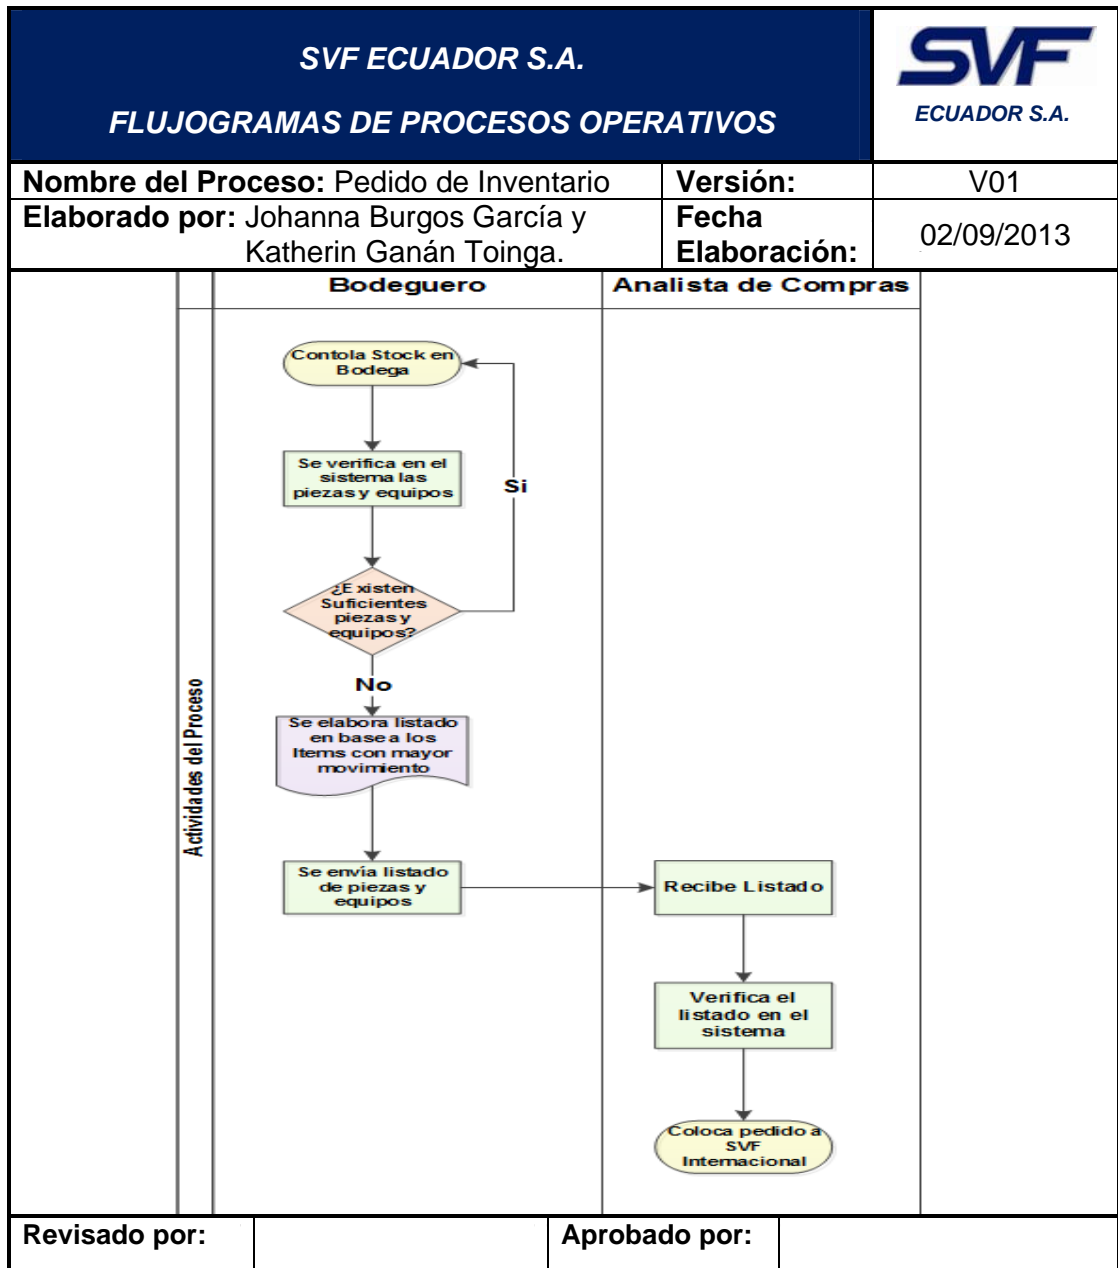 SVF ECUADOR S.A.
FLUJOGRAMAS DE PROCESOS OPERATIVOS
SVF
ECUADOR S.A.
Nombre del Proceso: Pedido de Inventario
Versión:
V01
Elaborado por: Johanna Burgos García y
Katherin Ganán Toinga.
Fecha
Elaboración:
02/09/2013
Bodeguero
Analista de Compras
Actividades del Proceso
Contola Stock en
Bodega
Se verifica en el
sistema las
piezas y equipos
Si
¿Existen
Suficientes
piezas y
equipos?
No
Se elabora listado
en base a los
Items con mayor
movimiento
Se envía listado
de piezas y
equipos
Recibe Listado
Verifica el
listado en el
sistema
Coloca pedido a
SVF
Internacional
Revisado por:
Aprobado por: